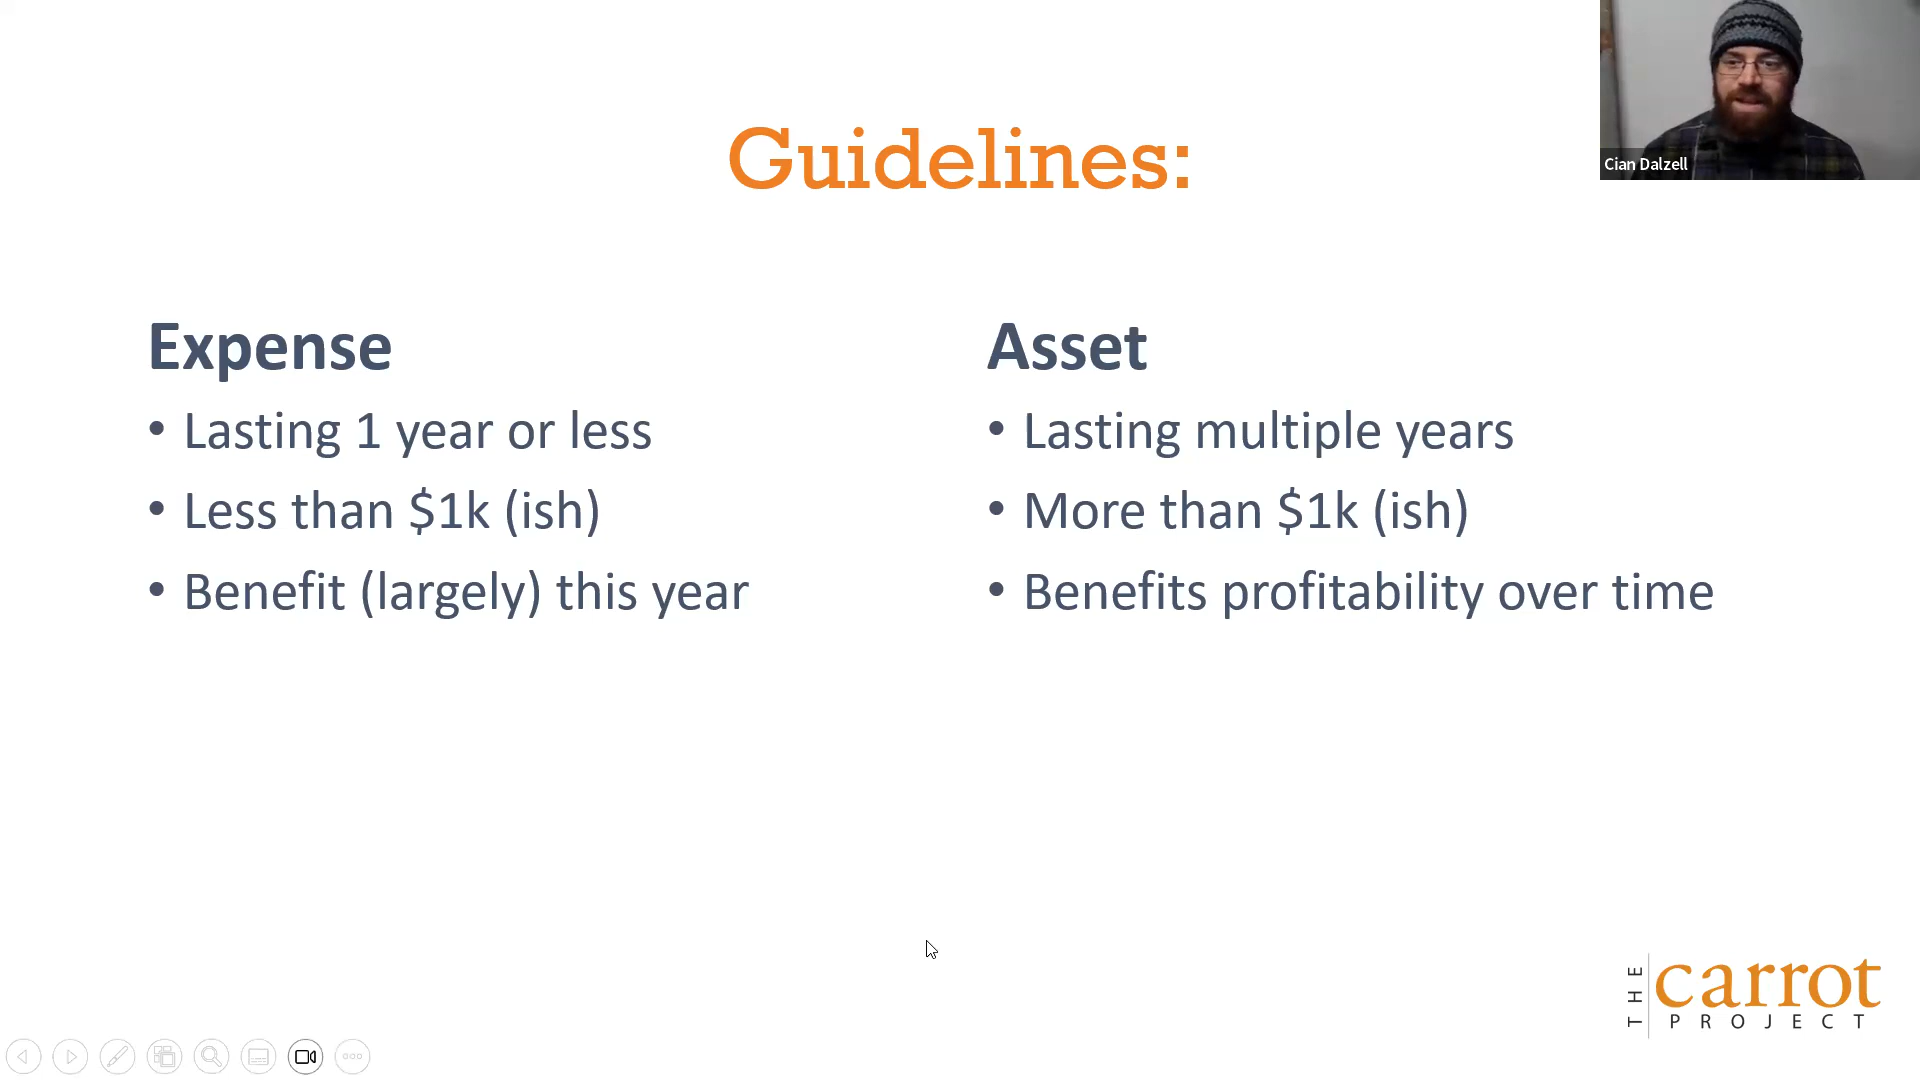 Guidelines:
Cian Dalzell
Expense
• Lasting 1 year or less
• Less than $1k (ish)
• Benefit (largely) this year
Asset
• Lasting multiple years
• More than $1k (ish)
• Benefits profitability over time
THE
carrot
PROJECT